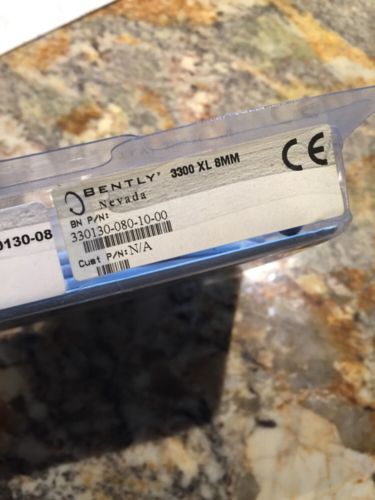 BENTLY 3300 XL 8MM
Nevada
BN P/N:
330130-080-10-00
Cust P/N:N/A
CE
0130-08